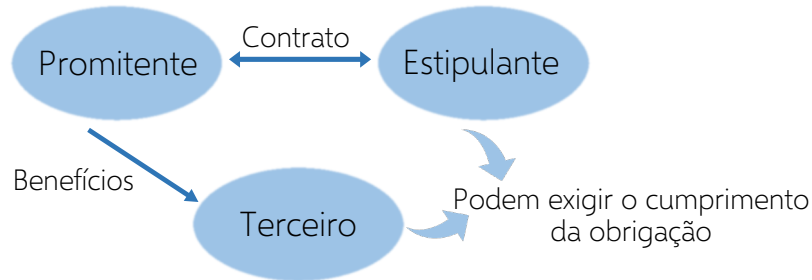 Contrato
Promitente
Estipulante
Benefícios
Terceiro
Podem exigir o cumprimento
da obrigação